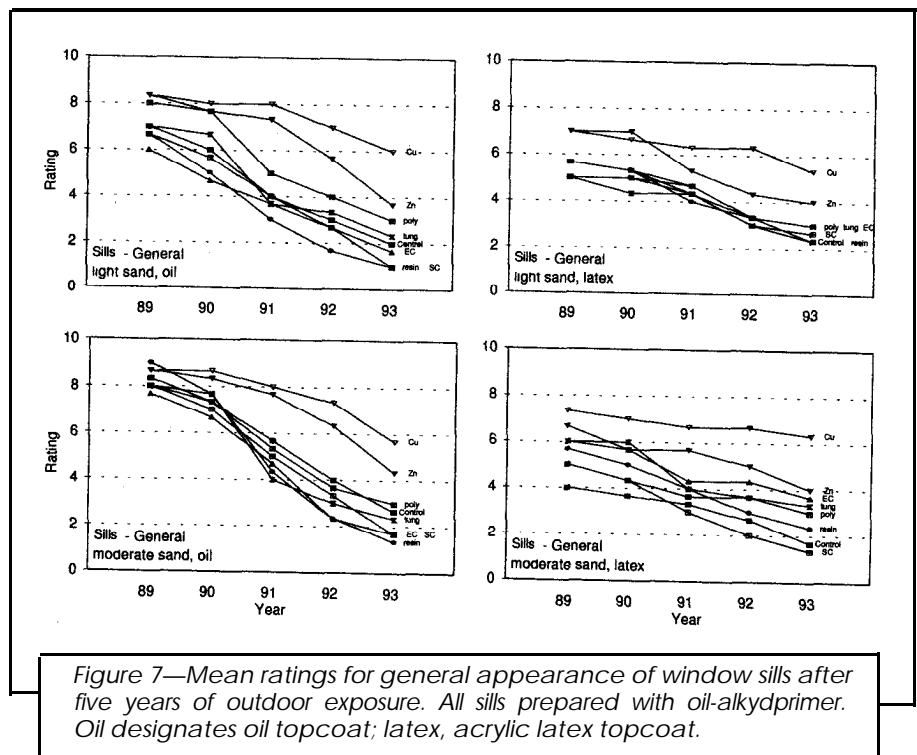 10
8
6
4
2
0
Rating
Cu
Zn
poly
tung
Control
EC
resin SC
Sills - General
light sand, oil
89 90 91 92 93
10
8
6
4
2
0
Cu
Zn
poly tung EC
SC
Control resin
Sills - General
light sand, latex
89 90 91 92 93
10
8
6
4
2
0
Rating
Cu
Zn
poly
Control
tung
EC SC
resin
Sills - General
moderate sand, oil
89 90 91 92 93
Year
10
8
6
4
2
0
Cu
Zn
EC
tung
poly
resin
Control
SC
Sills - General
moderate sand, latex
89 90 91 92 93
Year
Figure 7—Mean ratings for general appearance of window sills after
five years of outdoor exposure. All sills prepared with oil-alkydprimer.
Oil designates oil topcoat; latex, acrylic latex topcoat.